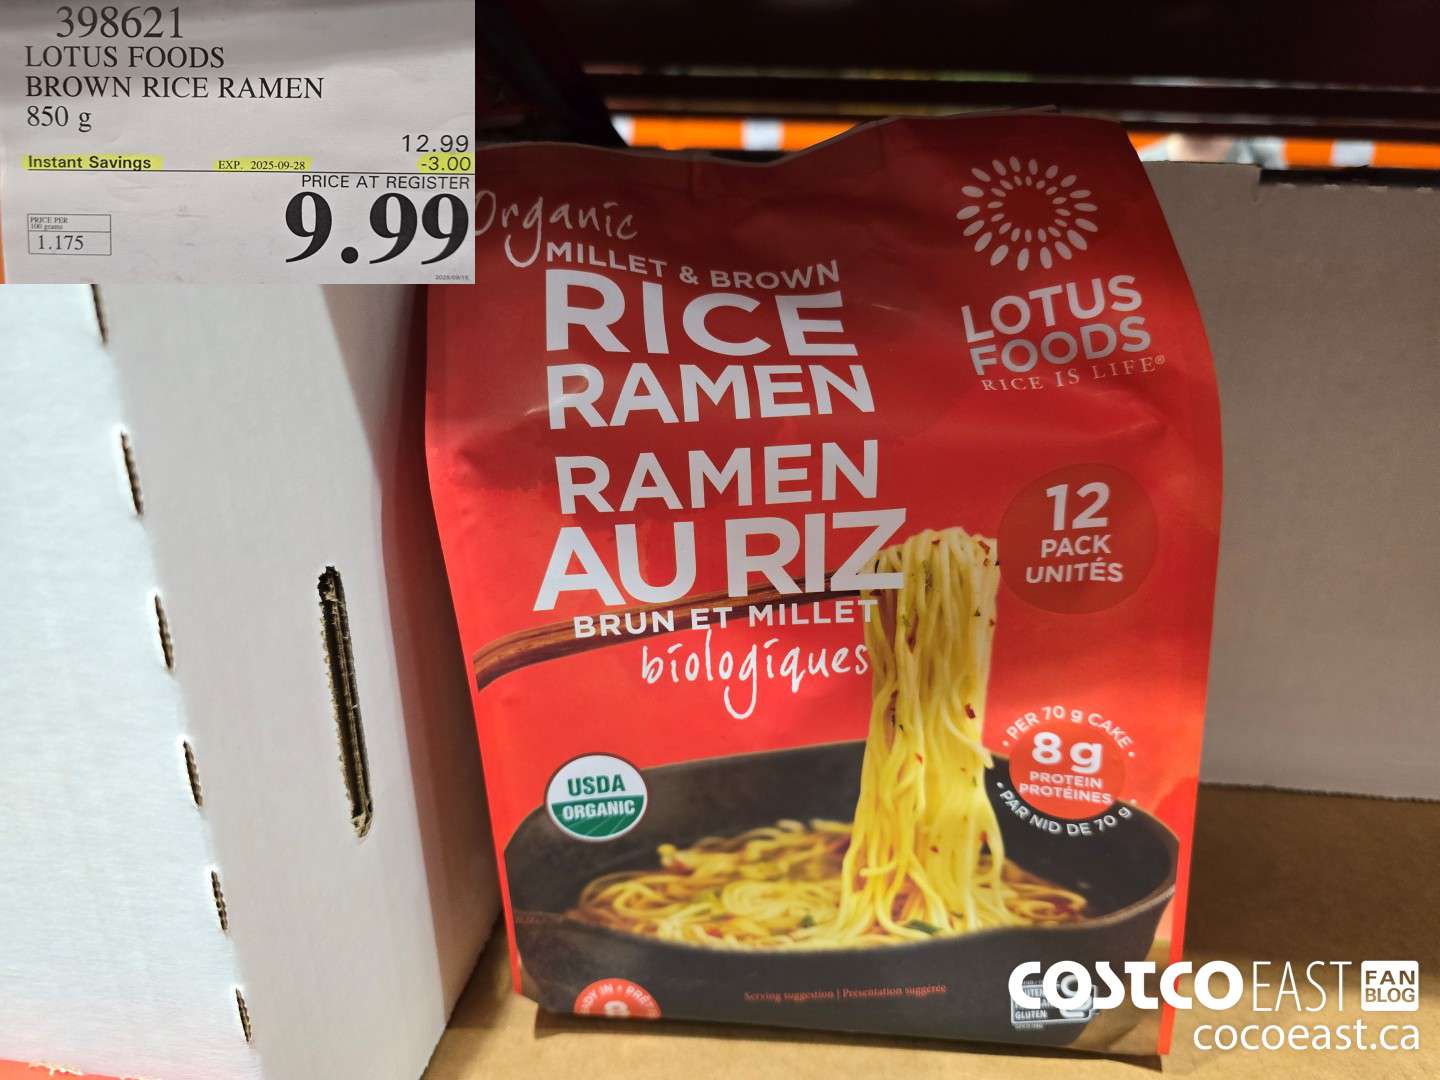 398621
LOTUS FOODS
BROWN RICE RAMEN
850 g
12.99
Instant Savings EXP. 2025-09-28 -3.00
PRICE AT REGISTER
9.99
PRICE PER
100 grams
1.175
Organic
MILLET & BROWN
RICE
RAMEN
RAMEN
AU RIZ
BRUN ET MILLET
biologiques
LOTUS
FOODS
RICE IS LIFE®
12
PACK
UNITÉS
PER 70 g CAKE
8 g
PROTEIN
PROTÉINES
PAR NID DE 70 g
USDA
ORGANIC
Serving suggestion | Présentation suggérée
GLUTEN
COSTCO EAST FAN
BLOG
cocoeast.ca